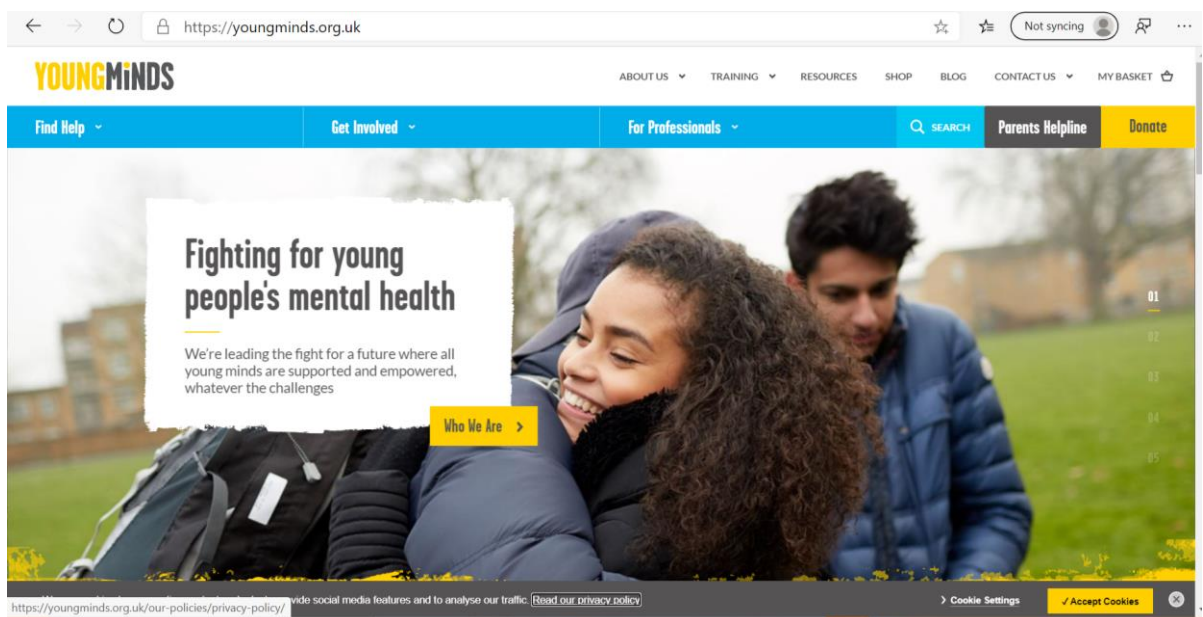 https://youngminds.org.uk
Not syncing
YOUNGMiNDS
ABOUT US
TRAINING
RESOURCES
SHOP
BLOG
CONTACT US
MY BASKET
Find Help
Get Involved
For Professionals
SEARCH
Parents Helpline
Donate
Fighting for young
people's mental health
We're leading the fight for a future where all
young minds are supported and empowered,
whatever the challenges
Who We Are
01
02
03
04
05
vide social media features and to analyse our traffic. Read our privacy policy
Cookie Settings
Accept Cookies
https://youngminds.org.uk/our-policies/privacy-policy/